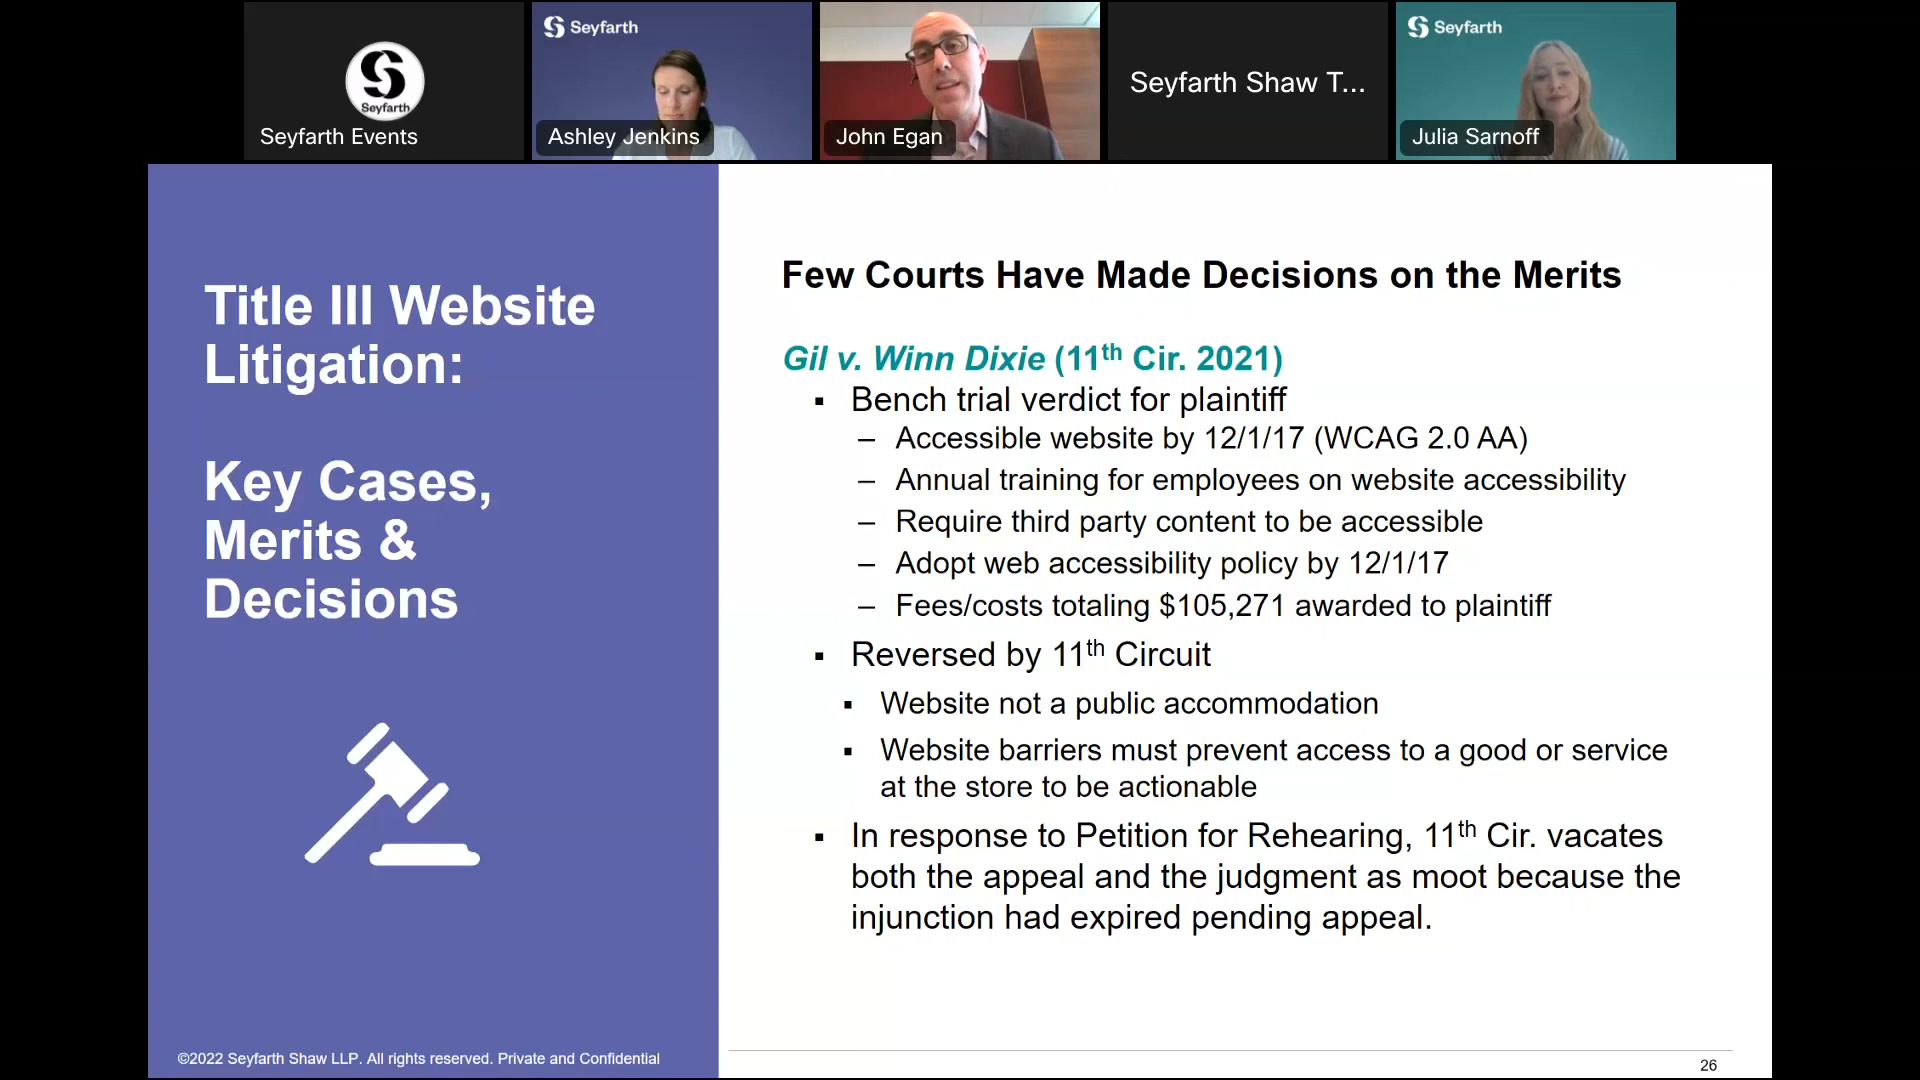 Seyfarth
Seyfarth Events
Seyfarth
Ashley Jenkins
John Egan
Seyfarth Shaw T...
Seyfarth
Julia Sarnoff
Title III Website
Litigation:
Key Cases,
Merits &
Decisions
©2022 Seyfarth Shaw LLP. All rights reserved. Private and Confidential
Few Courts Have Made Decisions on the Merits
Gil v. Winn Dixie (11th Cir. 2021)
▪ Bench trial verdict for plaintiff
– Accessible website by 12/1/17 (WCAG 2.0 AA)
– Annual training for employees on website accessibility
– Require third party content to be accessible
– Adopt web accessibility policy by 12/1/17
– Fees/costs totaling $105,271 awarded to plaintiff
▪ Reversed by 11th Circuit
▪ Website not a public accommodation
▪ Website barriers must prevent access to a good or service
at the store to be actionable
▪ In response to Petition for Rehearing, 11th Cir. vacates
both the appeal and the judgment as moot because the
injunction had expired pending appeal.
26